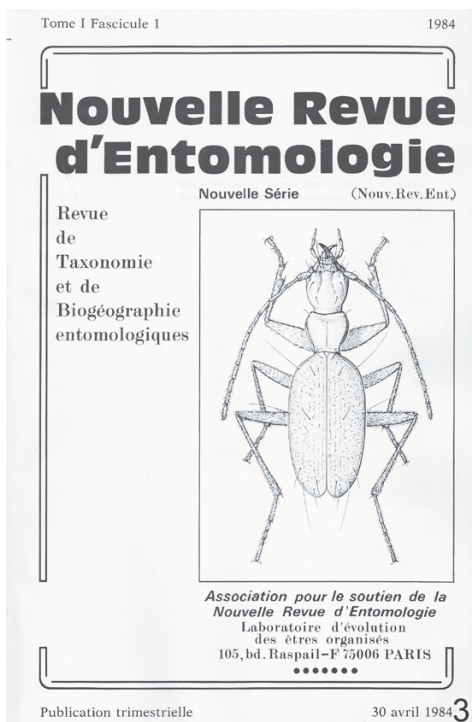 Tome I Fascicule 1 1984
Nouvelle Revue
d'Entomologie
Nouvelle Série (Nouv.Rev.Ent.)
Revue
de
Taxonomie
et de
Biogéographie
entomologiques
Association pour le soutien de la
Nouvelle Revue d'Entomologie
Laboratoire d'évolution
des êtres organisés
105,bd.Raspail-F 75006 PARIS
Publication trimestrielle 30 avril 1984
3